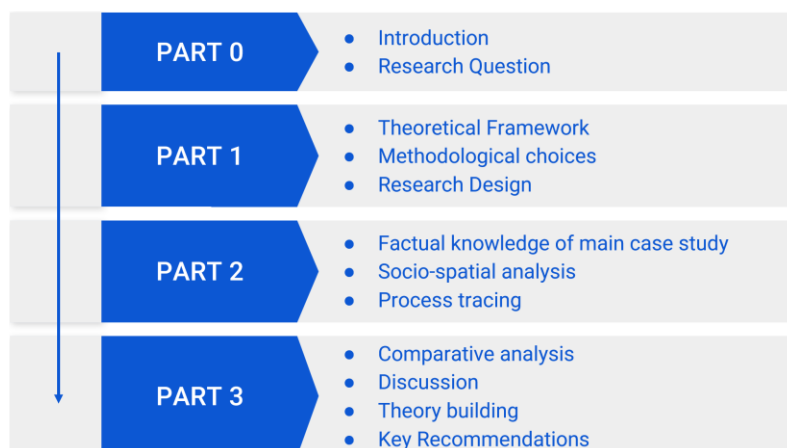 PART 0
● Introduction
● Research Question
PART 1
● Theoretical Framework
● Methodological choices
● Research Design
PART 2
● Factual knowledge of main case study
● Socio-spatial analysis
● Process tracing
PART 3
● Comparative analysis
● Discussion
● Theory building
● Key Recommendations